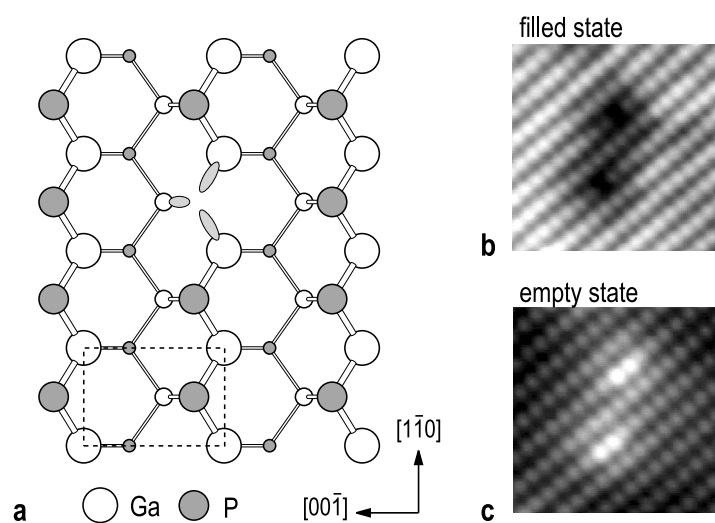 filled state
b
empty state
[11̄0]
[001̄]
a
Ga
P
c